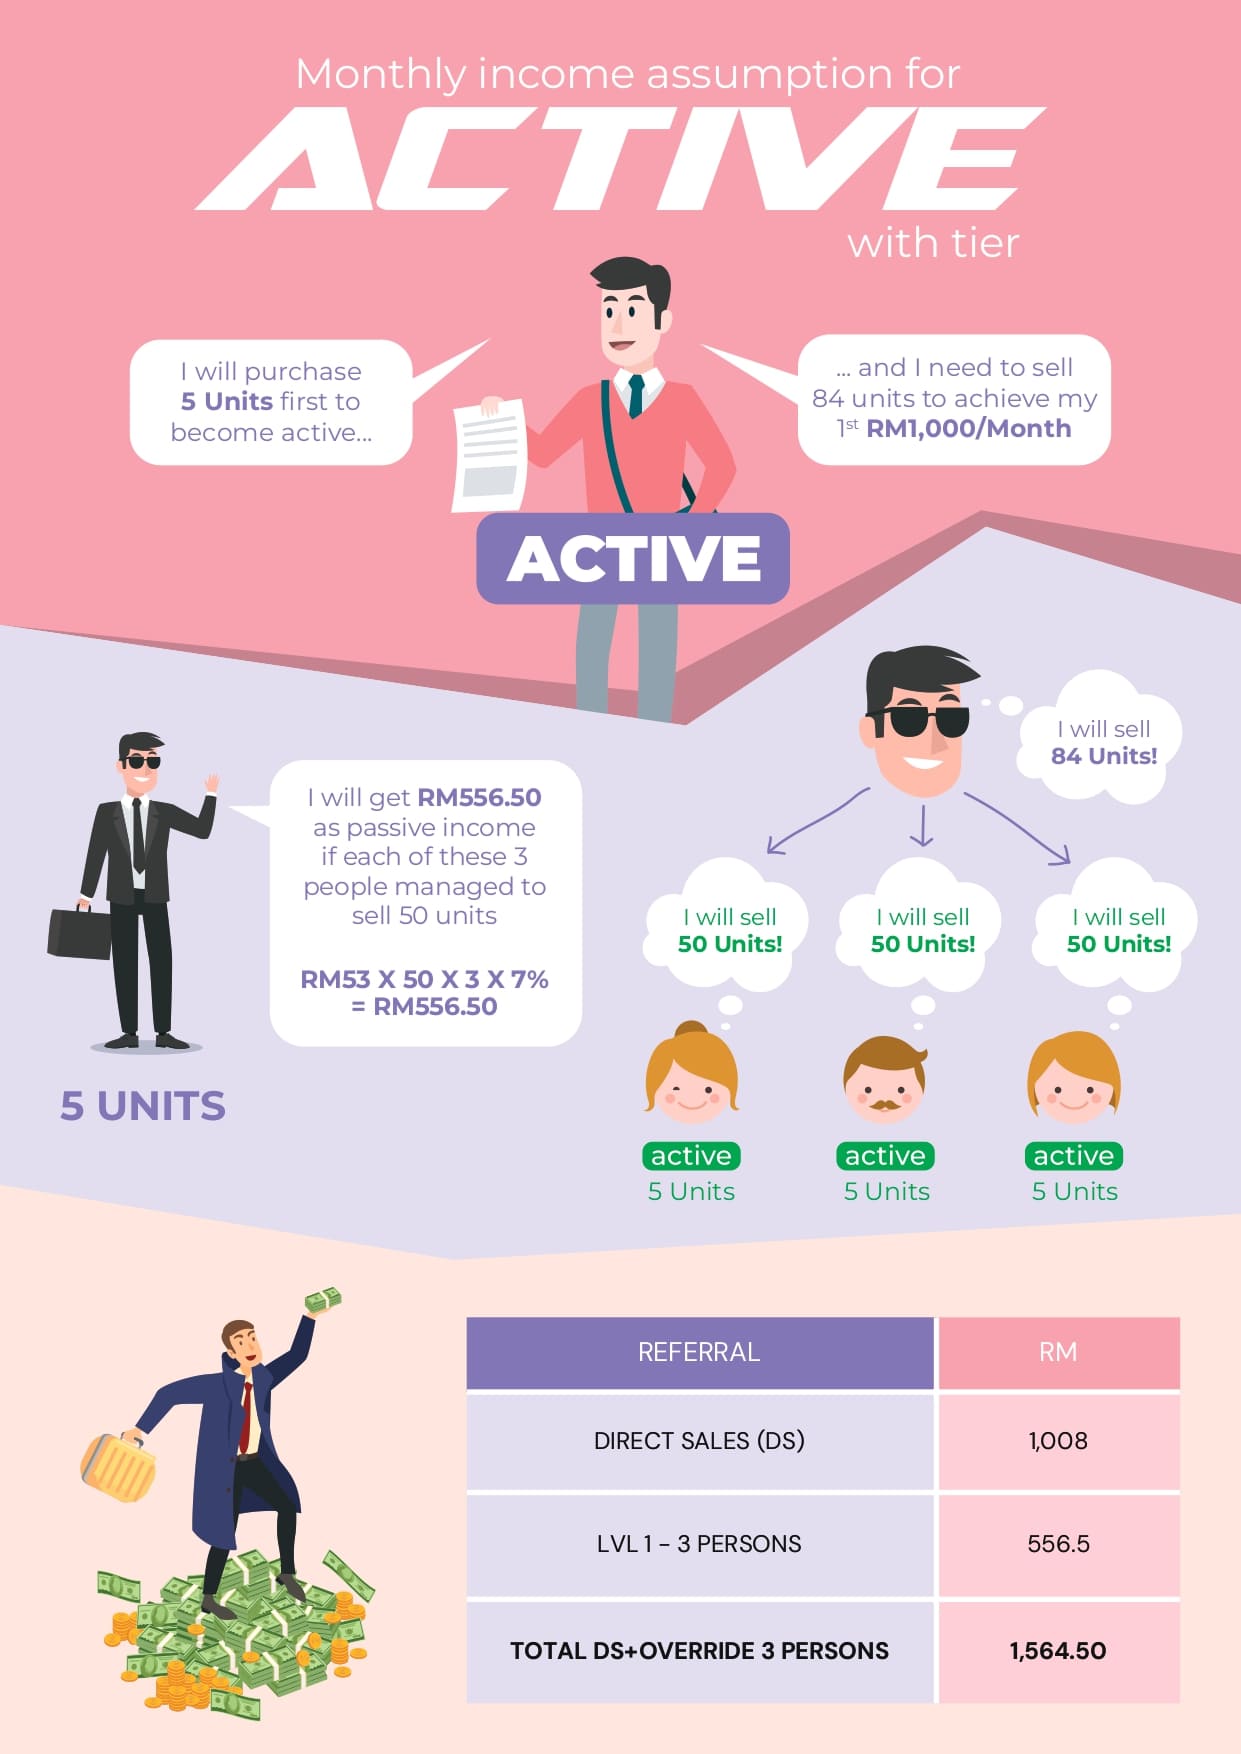 Monthly income assumption for
ACTIVE
with tier
I will purchase
5 Units first to
become active...
... and I need to sell
84 units to achieve my
1st RM1,000/Month
ACTIVE
I will sell
84 Units!
I will get RM556.50
as passive income
if each of these 3
people managed to
sell 50 units
RM53 X 50 X 3 X 7%
= RM556.50
5 UNITS
I will sell
50 Units!
I will sell
50 Units!
I will sell
50 Units!
active
5 Units
active
5 Units
active
5 Units
REFERRAL RM
DIRECT SALES (DS) 1,008
LVL 1 - 3 PERSONS 556.5
TOTAL DS+OVERRIDE 3 PERSONS 1,564.50